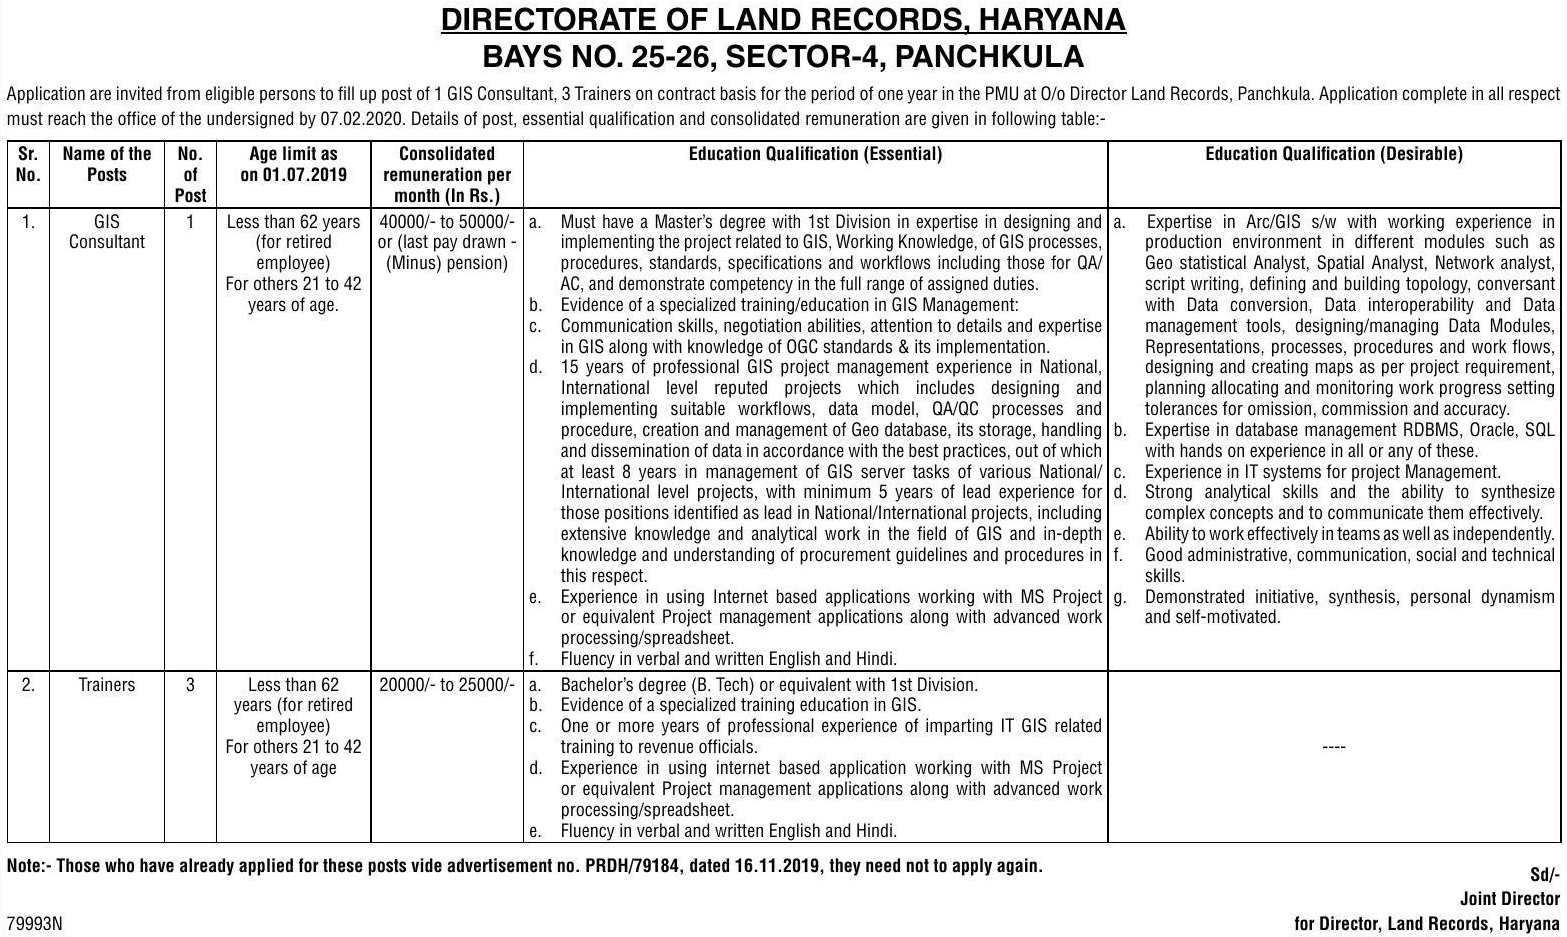 DIRECTORATE OF LAND RECORDS, HARYANA
BAYS NO. 25-26, SECTOR-4, PANCHKULA
Application are invited from eligible persons to fill up post of 1 GIS Consultant, 3 Trainers on contract basis for the period of one year in the PMU at O/o Director Land Records, Panchkula. Application complete in all respect
must reach the office of the undersigned by 07.02.2020. Details of post, essential qualification and consolidated remuneration are given in following table:-
Sr.
No.
Name of the
Posts
No.
of
Post
Age limit as
on 01.07.2019
Consolidated
remuneration per
month (In Rs.)
Education Qualification (Essential)
Education Qualification (Desirable)
1.
GIS
Consultant
1
Less than 62 years
(for retired
employee)
For others 21 to 42
years of age.
40000/- to 50000/-
or (last pay drawn -
(Minus) pension)
a. Must have a Master's degree with 1st Division in expertise in designing and
implementing the project related to GIS, Working Knowledge, of GIS processes,
procedures, standards, specifications and workflows including those for QA/
AC, and demonstrate competency in the full range of assigned duties.
b. Evidence of a specialized training/education in GIS Management:
c. Communication skills, negotiation abilities, attention to details and expertise
in GIS along with knowledge of OGC standards & its implementation.
d. 15 years of professional GIS project management experience in National,
International level reputed projects which includes designing and
implementing suitable workflows, data model, QA/QC processes and
procedure, creation and management of Geo database, its storage, handling
and dissemination of data in accordance with the best practices, out of which
at least 8 years in management of GIS server tasks of various National/
International level projects, with minimum 5 years of lead experience for
those positions identified as lead in National/International projects, including
extensive knowledge and analytical work in the field of GIS and in-depth
knowledge and understanding of procurement guidelines and procedures in
this respect.
e. Experience in using Internet based applications working with MS Project
or equivalent Project management applications along with advanced work
processing/spreadsheet.
f. Fluency in verbal and written English and Hindi.
a. Expertise in Arc/GIS s/w with working experience in
production environment in different modules such as
Geo statistical Analyst, Spatial Analyst, Network analyst,
script writing, defining and building topology, conversant
with Data conversion, Data interoperability and Data
management tools, designing/managing Data Modules,
Representations, processes, procedures and work flows,
designing and creating maps as per project requirement,
planning allocating and monitoring work progress setting
tolerances for omission, commission and accuracy.
b. Expertise in database management RDBMS, Oracle, SQL
with hands on experience in all or any of these.
c. Experience in IT systems for project Management.
d. Strong analytical skills and the ability to synthesize
complex concepts and to communicate them effectively.
e. Ability to work effectively in teams as well as independently.
f. Good administrative, communication, social and technical
skills.
g. Demonstrated initiative, synthesis, personal dynamism
and self-motivated.
2.
Trainers
3
Less than 62
years (for retired
employee)
For others 21 to 42
years of age
20000/- to 25000/-
a. Bachelor's degree (B. Tech) or equivalent with 1st Division.
b. Evidence of a specialized training education in GIS.
c. One or more years of professional experience of imparting IT GIS related
training to revenue officials.
d. Experience in using internet based application working with MS Project
or equivalent Project management applications along with advanced work
processing/spreadsheet.
e. Fluency in verbal and written English and Hindi.
----
Note:- Those who have already applied for these posts vide advertisement no. PRDH/79184, dated 16.11.2019, they need not to apply again.
Sd/-
Joint Director
79993N
for Director, Land Records, Haryana